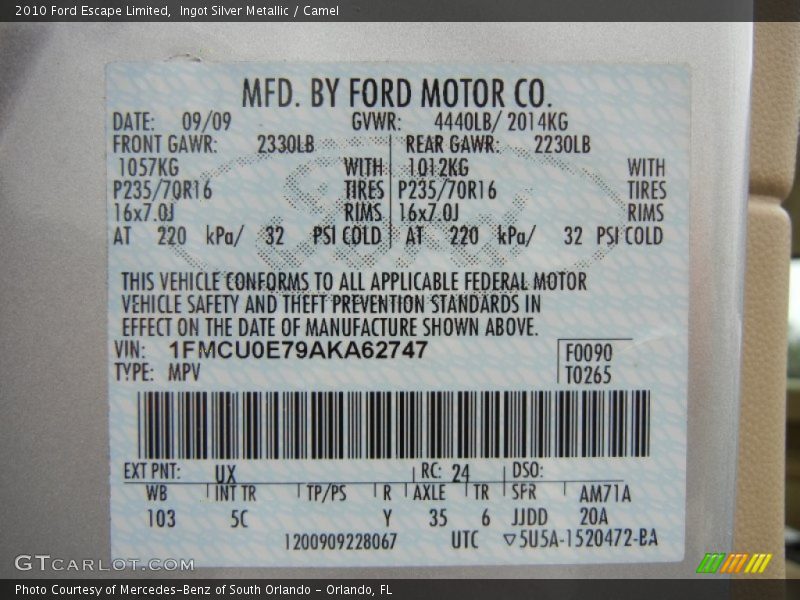 2010 Ford Escape Limited,  Ingot Silver Metallic / Camel
MFD. BY FORD MOTOR CO.
DATE: 09/09 GVWR: 4440LB/ 2014KG
FRONT GAWR: 2330LB REAR GAWR: 2230LB
1057KG WITH 1012KG WITH
P235/70R16 TIRES P235/70R16 TIRES
16x7.0J RIMS 16x7.0J RIMS
AT 220 kPa/ 32 PSI COLD AT 220 kPa/ 32 PSI COLD
THIS VEHICLE CONFORMS TO ALL APPLICABLE FEDERAL MOTOR
VEHICLE SAFETY AND THEFT PREVENTION STANDARDS IN
EFFECT ON THE DATE OF MANUFACTURE SHOWN ABOVE.
VIN: 1FMCU0E79AKA62747 F0090
TYPE: MPV T0265
EXT PNT: UX RC: 24 DSO:
WB INT TR TP/PS R AXLE TR SPR AM71A
103 5C Y 35 6 JJDD 20A
1200909228067 UTC ▽5U5A-1520472-BA
GTCARLOT.COM
Photo Courtesy of Mercedes-Benz of South Orlando - Orlando, FL